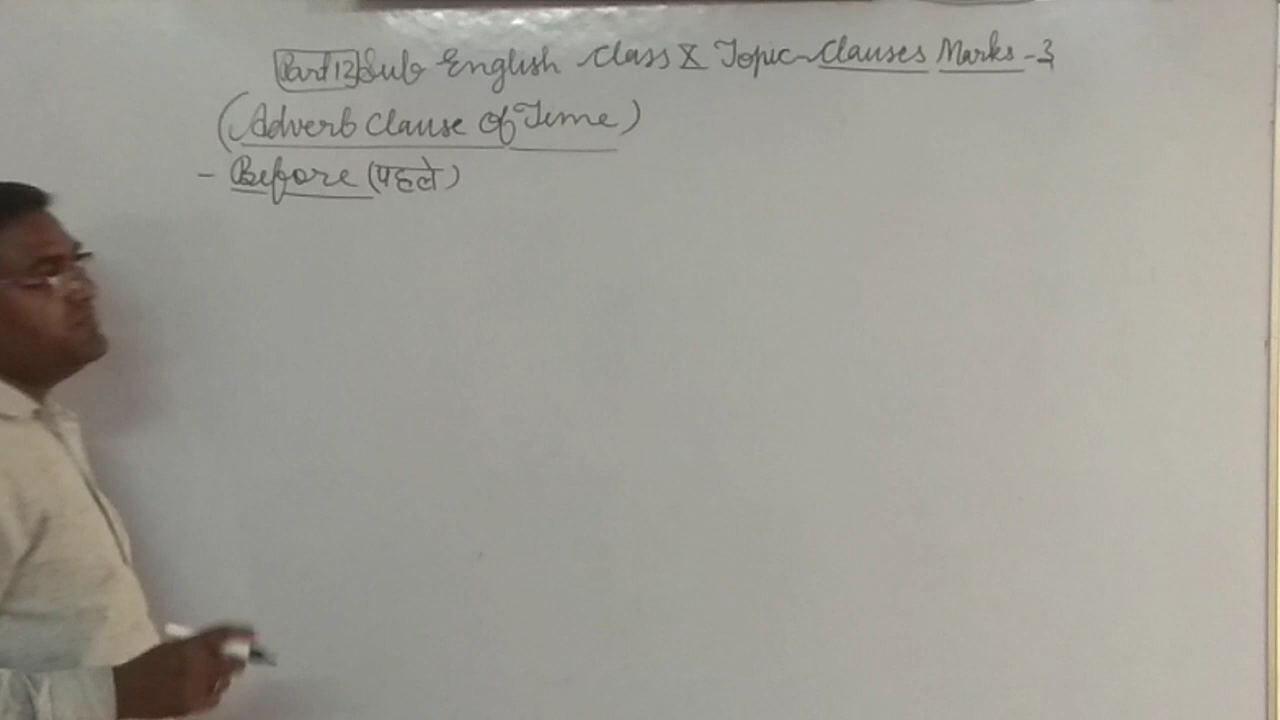 Part 12 Sub English Class X Topic - Clauses Marks - 3
(Adverb Clause Of Time)
- Before (पहले)